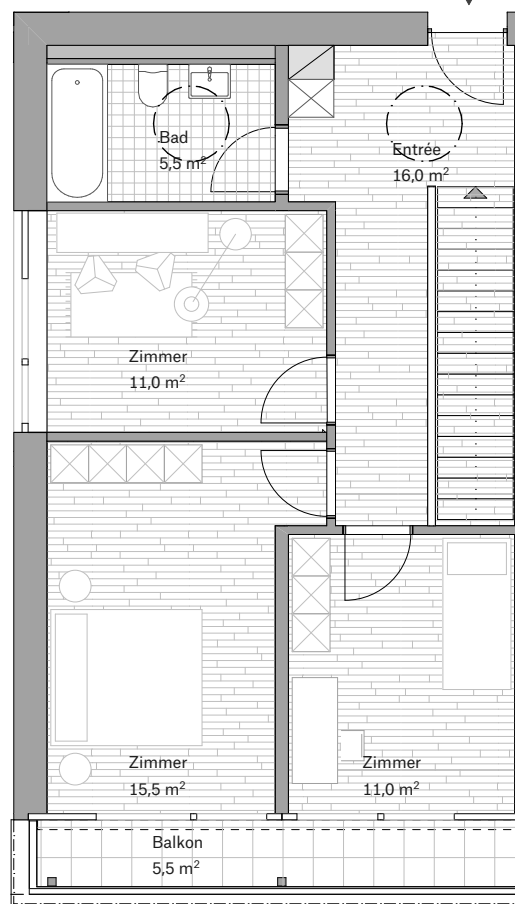 Bad
5,5 m²
Entrée
16,0 m²
Zimmer
11,0 m²
Zimmer
15,5 m²
Zimmer
11,0 m²
Balkon
5,5 m²